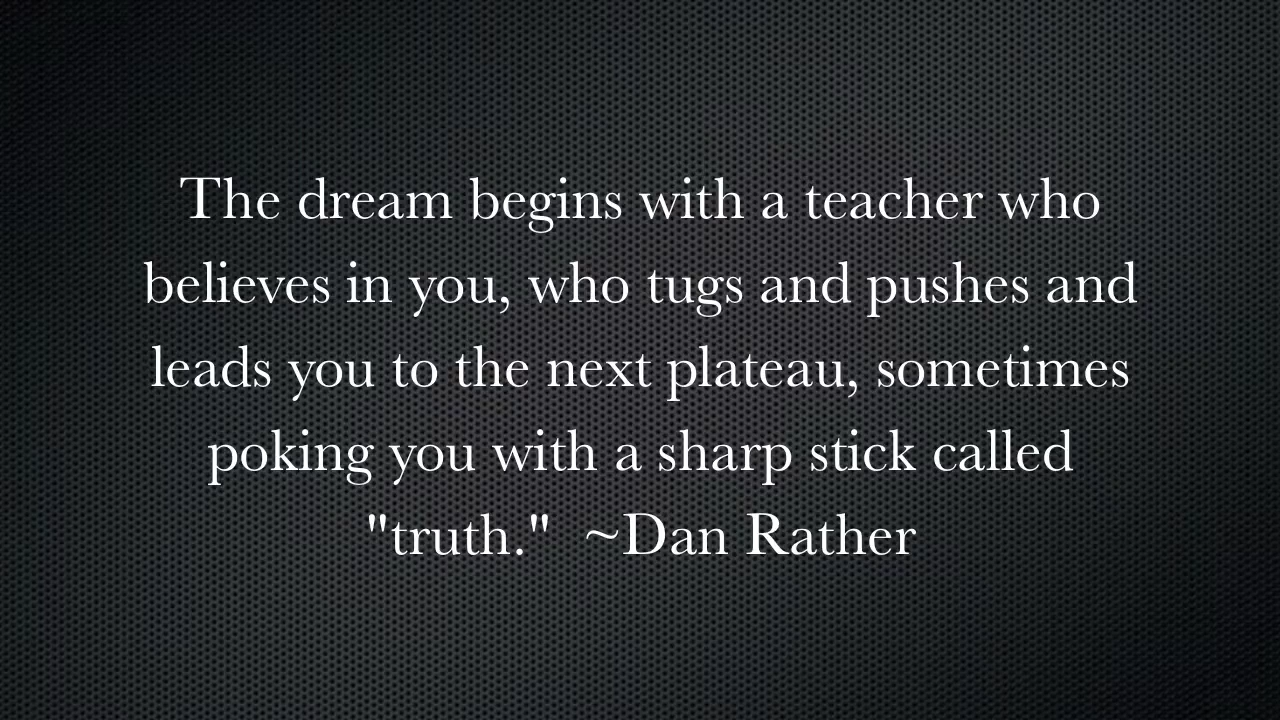 The dream begins with a teacher who
believes in you, who tugs and pushes and
leads you to the next plateau, sometimes
poking you with a sharp stick called
"truth."  ~Dan Rather